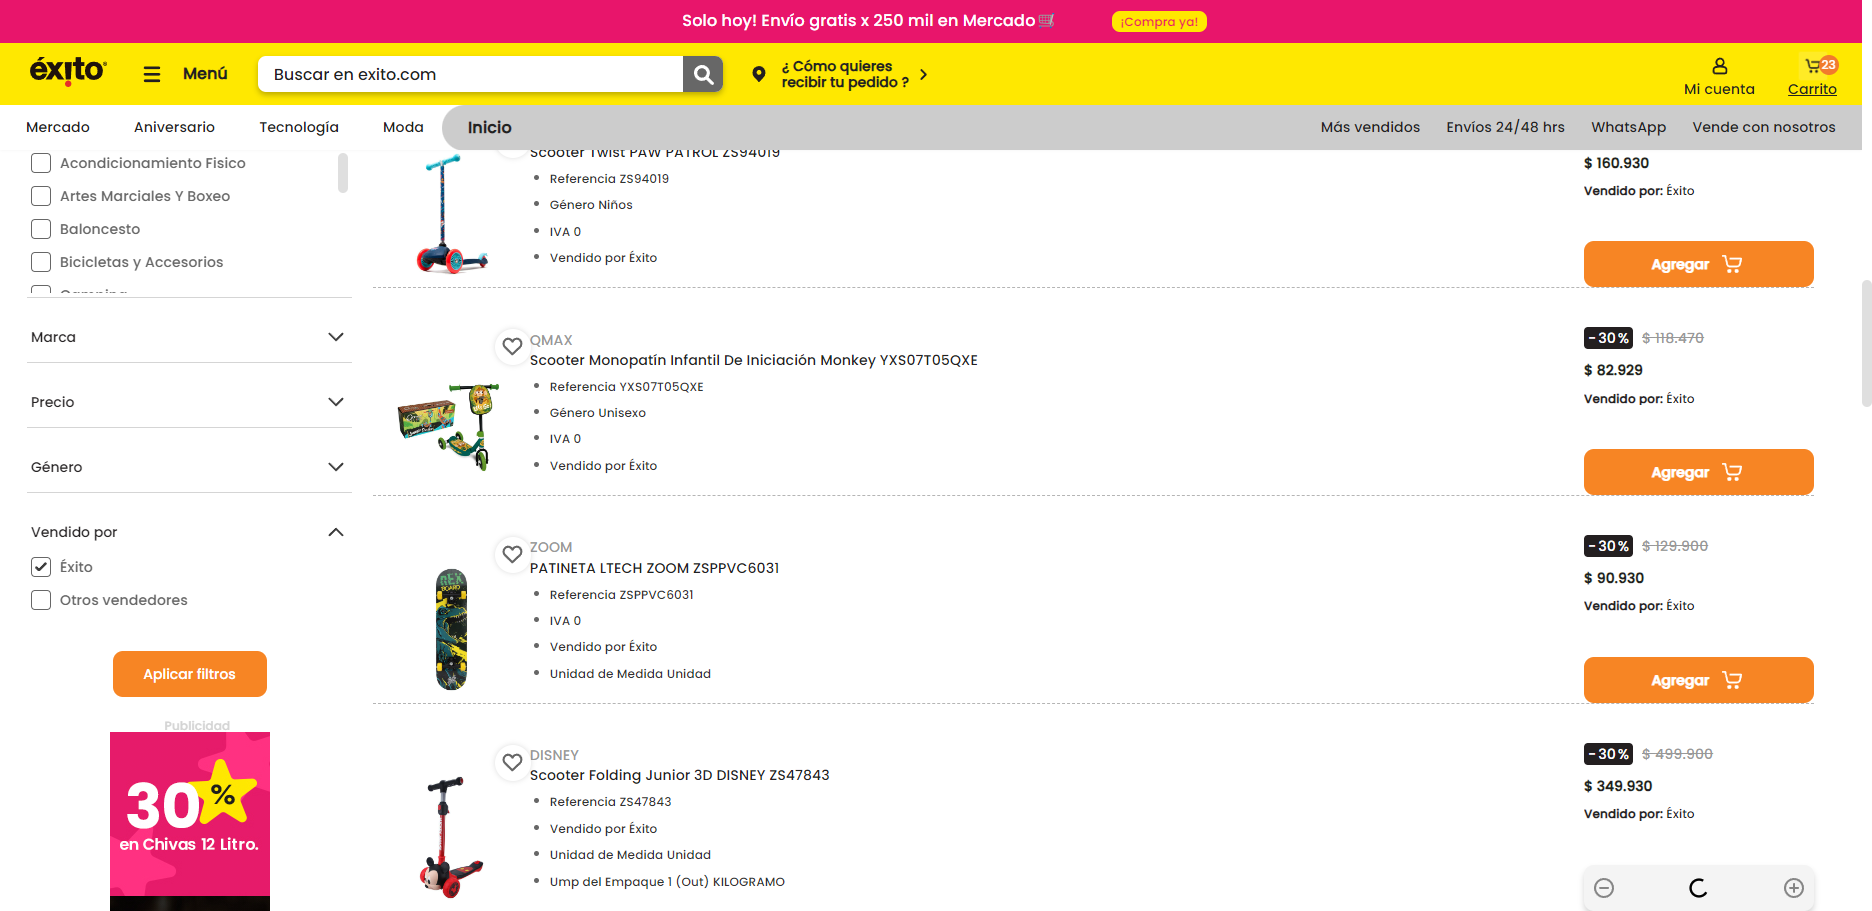 Solo hoy! Envío gratis x 250 mil en Mercado
¡Compra ya!
éxito
Menú
Buscar en exito.com
¿ Cómo quieres
recibir tu pedido ?
Mi cuenta
23
Carrito
Mercado
Aniversario
Tecnología
Moda
Inicio
Más vendidos
Envíos 24/48 hrs
WhatsApp
Vende con nosotros
Acondicionamiento Fisico
Artes Marciales Y Boxeo
Baloncesto
Bicicletas y Accesorios
Marca
Precio
Género
Vendido por
Éxito
Otros vendedores
Aplicar filtros
Publicidad
30%
en Chivas 12 Litro.
Scooter Twist PAW PATROL ZS94019
Referencia ZS94019
Género Niños
IVA 0
Vendido por Éxito
$ 160.930
Vendido por: Éxito
Agregar
QMAX
Scooter Monopatín Infantil De Iniciación Monkey YXS07T05QXE
Referencia YXS07T05QXE
Género Unisexo
IVA 0
Vendido por Éxito
-30%
$ 118.470
$ 82.929
Vendido por: Éxito
Agregar
ZOOM
PATINETA LTECH ZOOM ZSPPVC6031
Referencia ZSPPVC6031
IVA 0
Vendido por Éxito
Unidad de Medida Unidad
REX
-30%
$ 129.900
$ 90.930
Vendido por: Éxito
Agregar
DISNEY
Scooter Folding Junior 3D DISNEY ZS47843
Referencia ZS47843
Vendido por Éxito
Unidad de Medida Unidad
Ump del Empaque 1 (Out) KILOGRAMO
-30%
$ 499.900
$ 349.930
Vendido por: Éxito